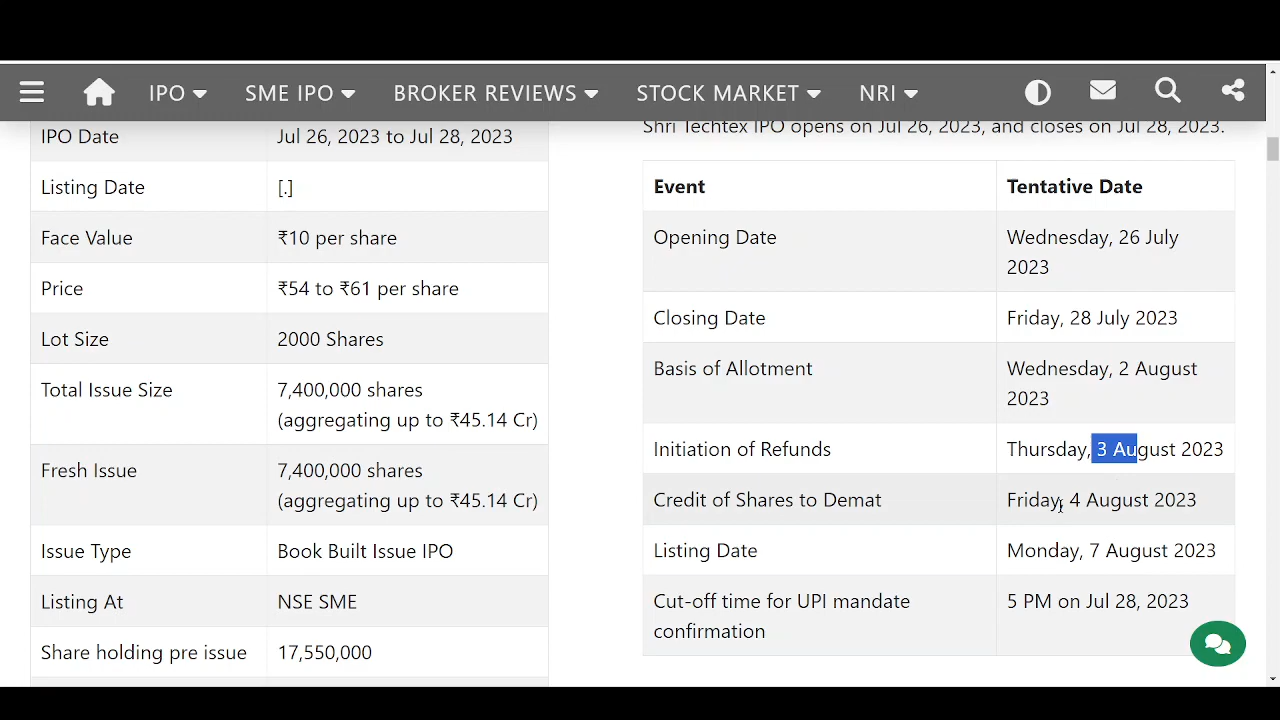 IPO SME IPO BROKER REVIEWS STOCK MARKET NRI
IPO Date Jul 26, 2023 to Jul 28, 2023
Listing Date [.]
Face Value ₹10 per share
Price ₹54 to ₹61 per share
Lot Size 2000 Shares
Total Issue Size 7,400,000 shares
(aggregating up to ₹45.14 Cr)
Fresh Issue 7,400,000 shares
(aggregating up to ₹45.14 Cr)
Issue Type Book Built Issue IPO
Listing At NSE SME
Share holding pre issue 17,550,000
Shri Techtex IPO opens on Jul 26, 2023, and closes on Jul 28, 2023.
Event Tentative Date
Opening Date Wednesday, 26 July
2023
Closing Date Friday, 28 July 2023
Basis of Allotment Wednesday, 2 August
2023
Initiation of Refunds Thursday, 3 August 2023
Credit of Shares to Demat Friday, 4 August 2023
Listing Date Monday, 7 August 2023
Cut-off time for UPI mandate 5 PM on Jul 28, 2023
confirmation